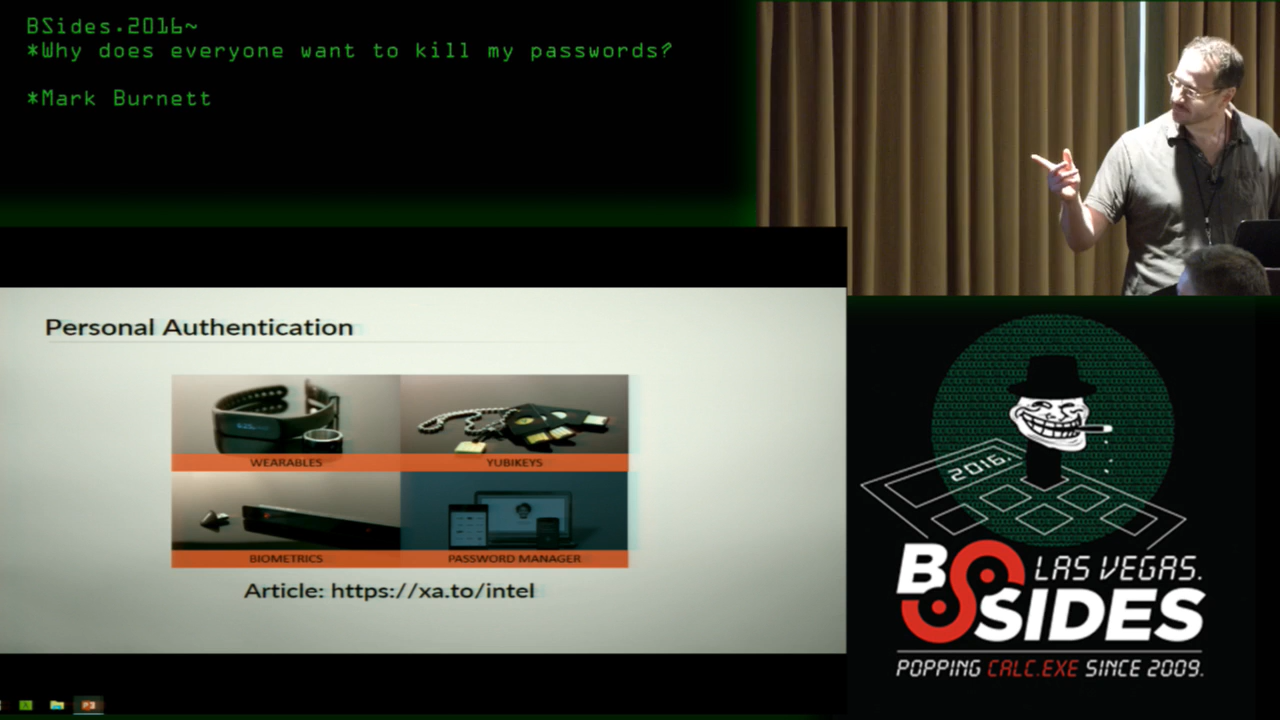 BSides.2016~
*Why does everyone want to kill my passwords?
*Mark Burnett
Personal Authentication
WEARABLES
YUBIKEYS
BIOMETRICS
PASSWORD MANAGER
Article: https://xa.to/intel
2016.
BSIDES
LAS VEGAS.
POPPING CALC.EXE SINCE 2009.